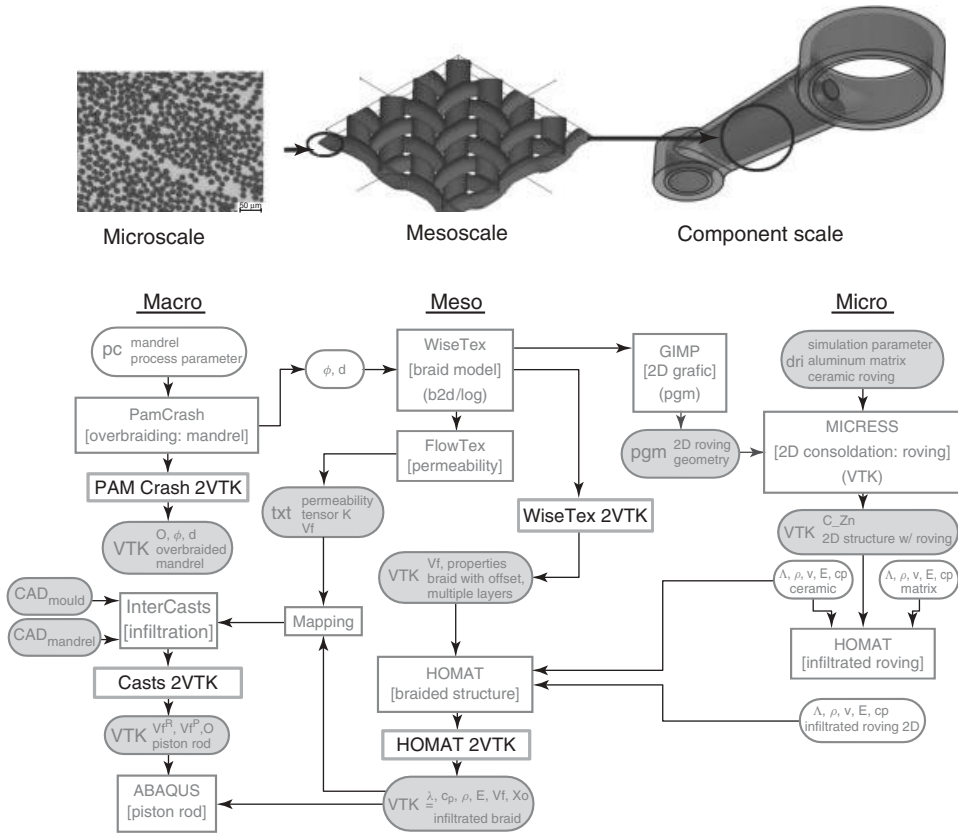 50 µm
Microscale
Mesoscale
Component scale
Macro
Meso
Micro
pc mandrel
process parameter
PamCrash
[overbraiding: mandrel]
PAM Crash 2VTK
VTK O, ϕ, d
overbraided
mandrel
CAD mould
CAD mandrel
InterCasts
[infiltration]
Casts 2VTK
VTK Vf^R, Vf^P,O
piston rod
ABAQUS
[piston rod]
ϕ, d
WiseTex
[braid model]
(b2d/log)
FlowTex
[permeability]
txt permeability
tensor K
Vf
WiseTex 2VTK
VTK Vf, properties
braid with offset,
multiple layers
Mapping
HOMAT
[braided structure]
HOMAT 2VTK
VTK λ, c_p, ρ, E, Vf, Xo
infiltrated braid
GIMP
[2D grafic]
(pgm)
pgm 2D roving
geometry
dri simulation parameter
aluminum matrix
ceramic roving
MICRESS
[2D consoldation: roving]
(VTK)
VTK C_Zn
2D structure w/ roving
Λ, ρ, v, E, cp
ceramic
Λ, ρ, v, E, cp
matrix
HOMAT
[infiltrated roving]
Λ, ρ, v, E, cp
infiltrated roving 2D